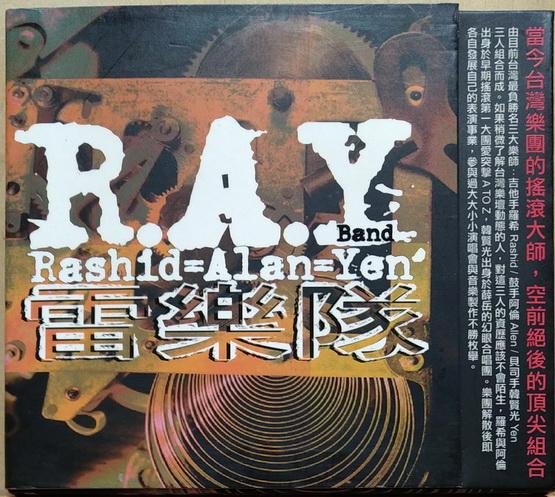 R.A.Y
Band
Rashid=Alan=Yen'
雷樂隊
當今台灣樂團的搖滾大師，空前絕後的頂尖組合
由目前台灣最負勝名三大樂師：吉他手羅希 Rashid / 鼓手阿倫 Allen / 貝司手韓賢光 Yen
三人組合而成。如果稍微了解台灣樂壇動態的人，對這三人的資歷應該不會陌生，羅希與阿倫
出身於早期搖滾第一大團愛突擊 A TO Z，韓賢光出身於薛岳的幻眼合唱團。樂團解散後即
各自發展自己的表演事業，參與過大大小小演唱會與音樂製作不勝枚舉。